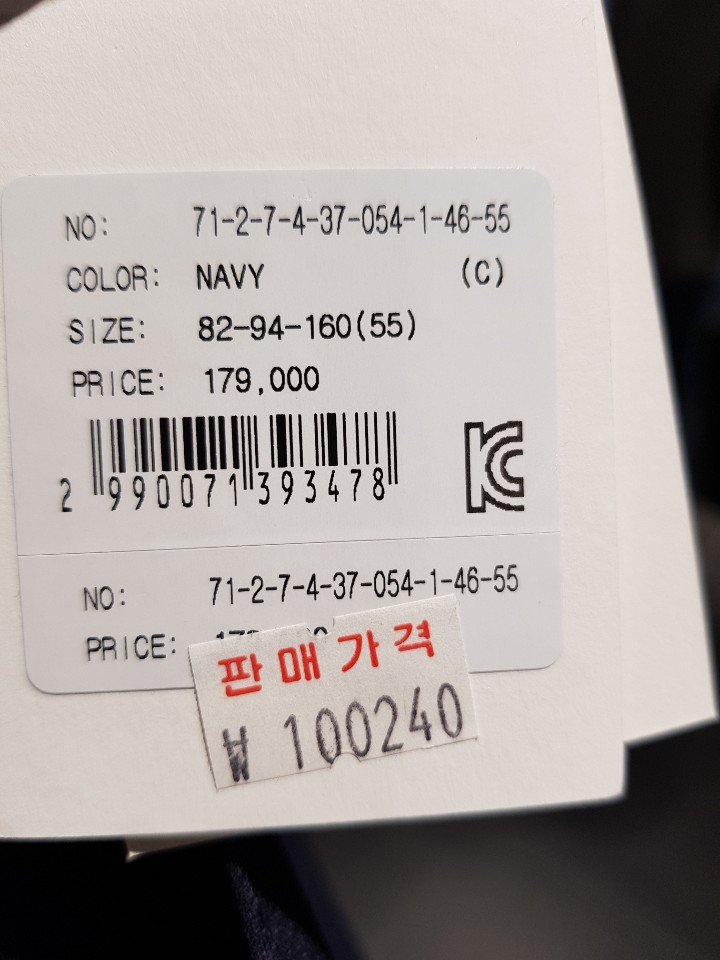 NO: 71-2-7-4-37-054-1-46-55
COLOR: NAVY (C)
SIZE: 82-94-160(55)
PRICE: 179,000
2 990071 393478
KC
NO: 71-2-7-4-37-054-1-46-55
PRICE:
판매가격
₩ 100240